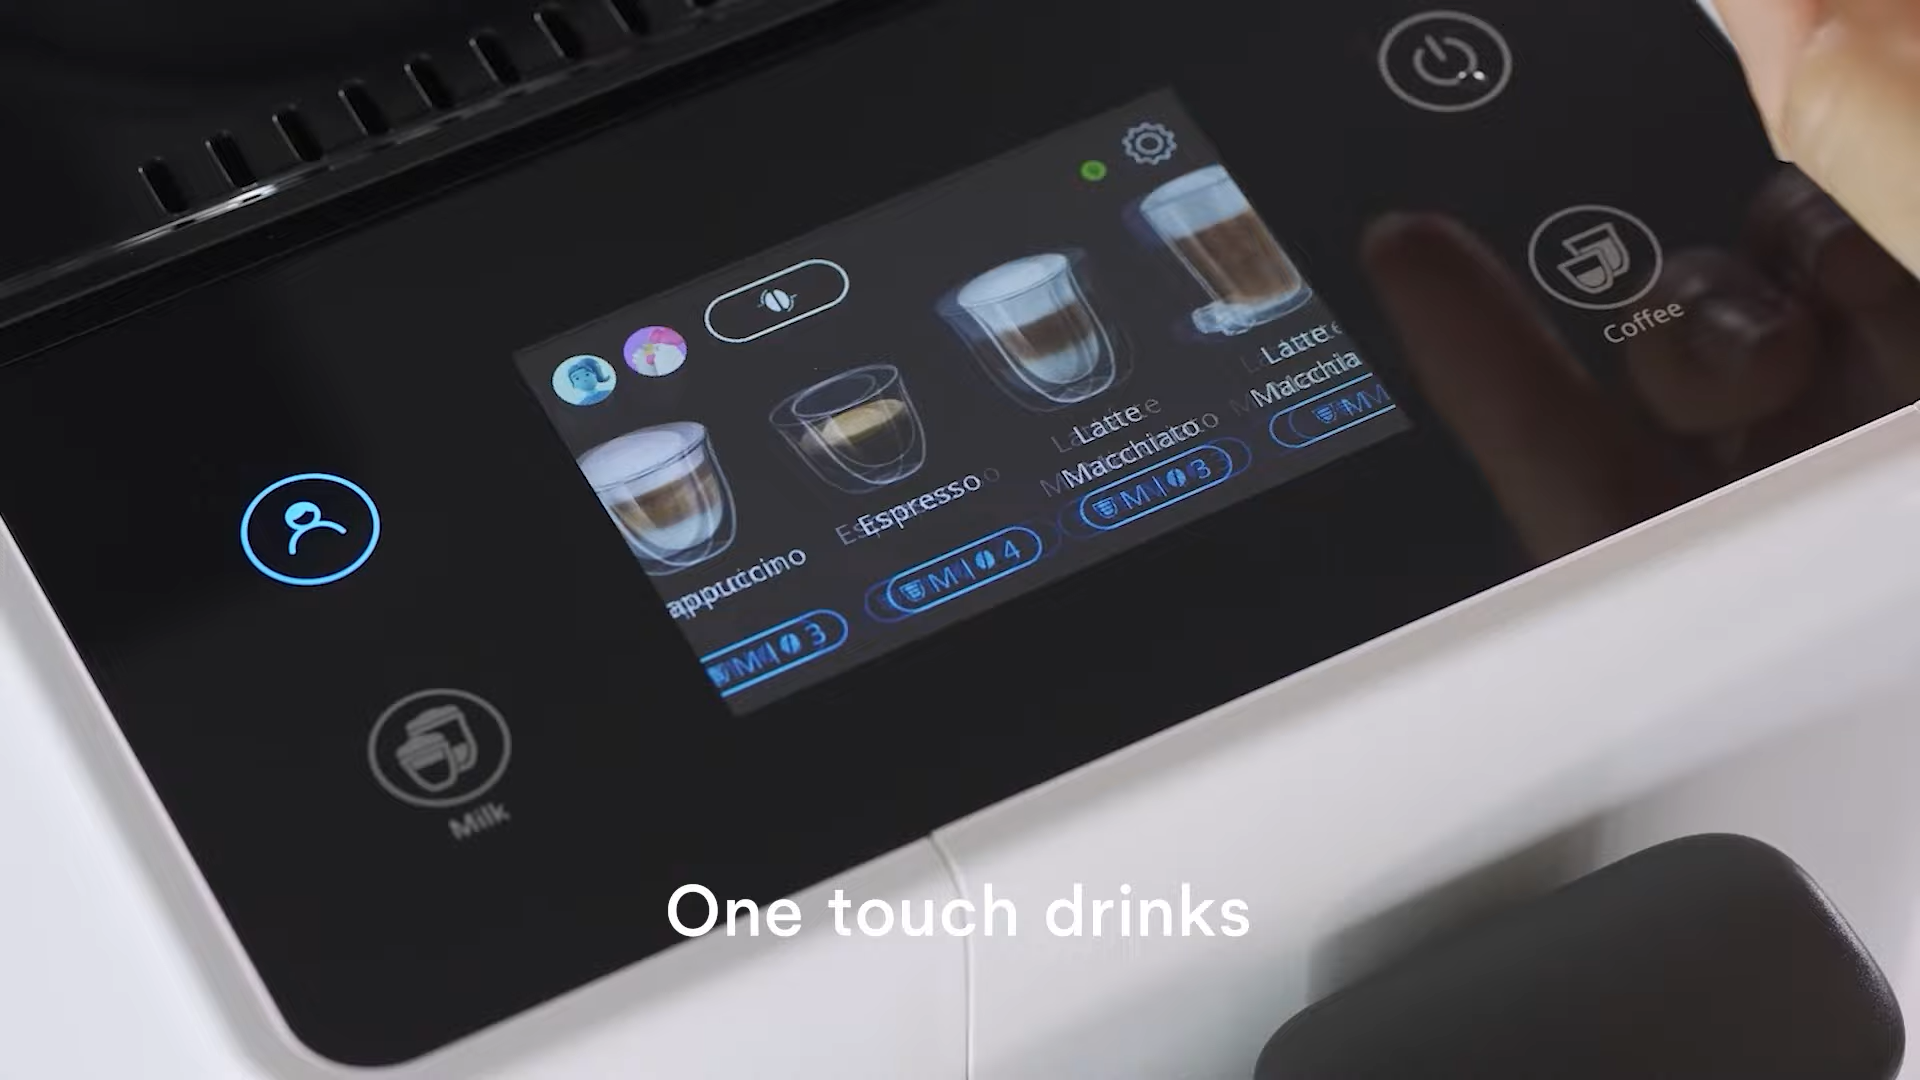 Coffee
Latte
Macchia
Latte
Macchiato
M 3
Espresso
M 4
appuccino
M 3
Milk
One touch drinks